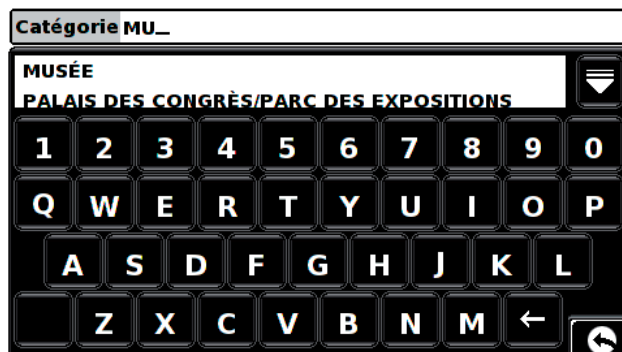 Catégorie MU_
MUSÉE
PALAIS DES CONGRÈS/PARC DES EXPOSITIONS
1 2 3 4 5 6 7 8 9 0
Q W E R T Y U I O P
A S D F G H J K L
Z X C V B N M ←